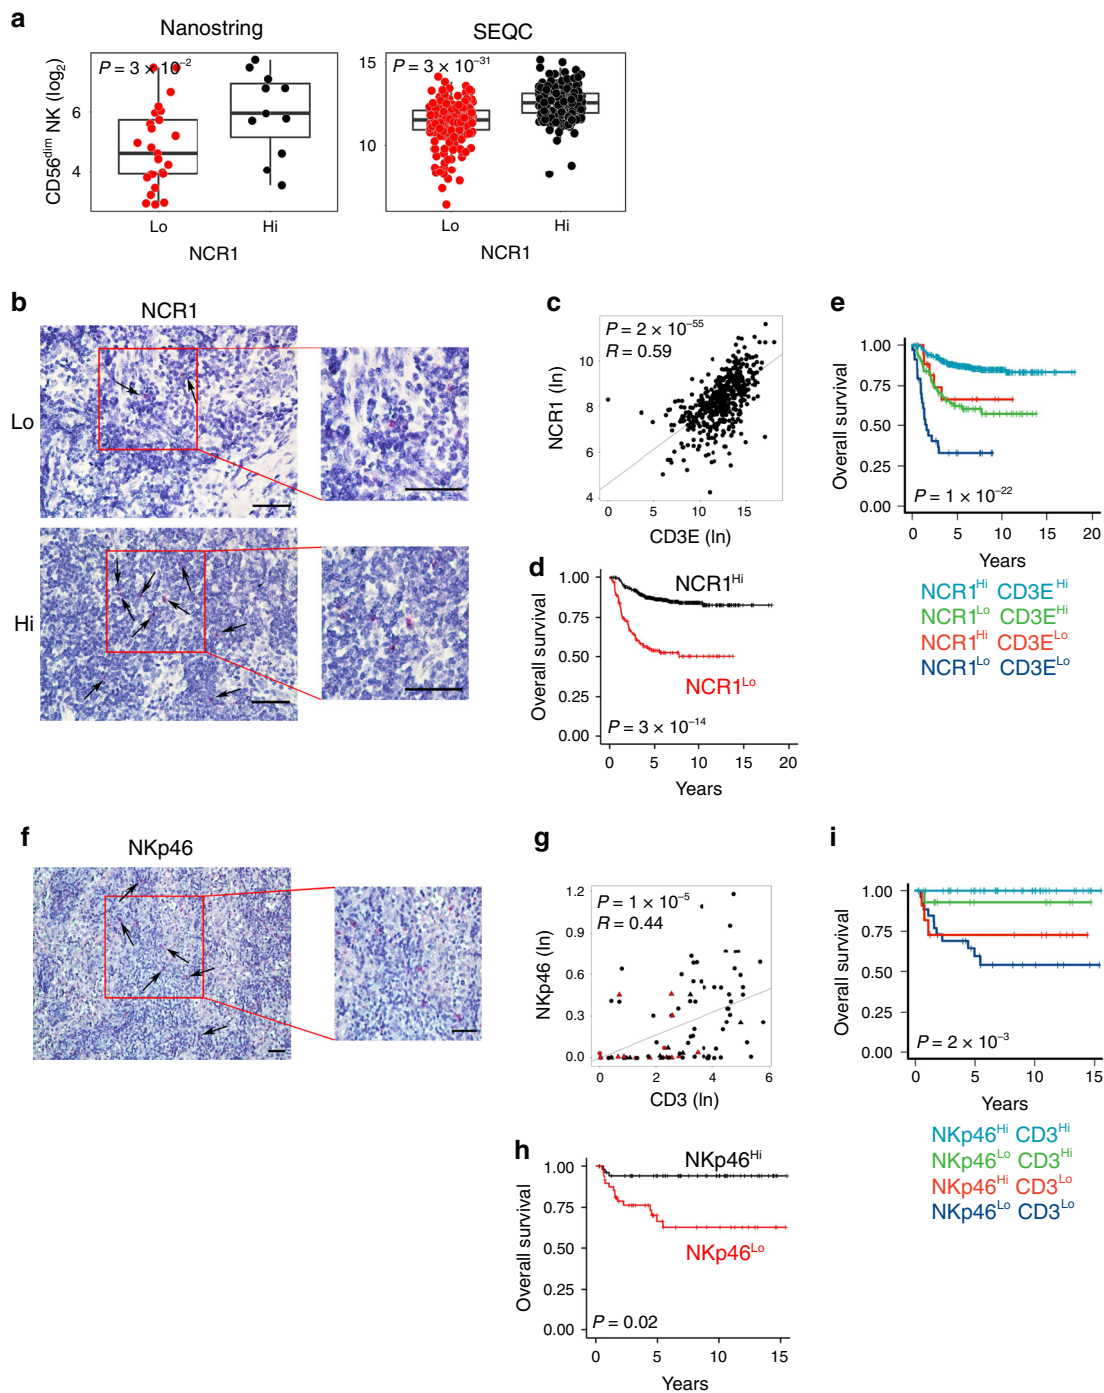 a
Nanostring
SEQC
CD56dim NK (log2)
P = 3 × 10–2
6
4
Lo
Hi
NCR1
P = 3 × 10–31
15
10
Lo
Hi
NCR1
b
NCR1
Lo
Hi
c
P = 2 × 10–55
R = 0.59
NCR1 (ln)
10
8
6
4
0
5
10
15
CD3E (ln)
d
Overall survival
1.00
0.75
0.50
0.25
0.00
NCR1Hi
NCR1Lo
P = 3 × 10–14
0
5
10
15
20
Years
e
Overall survival
1.00
0.75
0.50
0.25
0.00
P = 1 × 10–22
0
5
10
15
20
Years
NCR1Hi CD3EHi
NCR1Lo CD3EHi
NCR1Hi CD3ELo
NCR1Lo CD3ELo
f
NKp46
g
P = 1 × 10–5
R = 0.44
NKp46 (ln)
1.2
0.9
0.6
0.3
0.0
0
2
4
6
CD3 (ln)
h
Overall survival
1.00
0.75
0.50
0.25
0.00
NKp46Hi
NKp46Lo
P = 0.02
0
5
10
15
Years
i
Overall survival
1.00
0.75
0.50
0.25
0.00
P = 2 × 10–3
0
5
10
15
Years
NKp46Hi CD3Hi
NKp46Lo CD3Hi
NKp46Hi CD3Lo
NKp46Lo CD3Lo